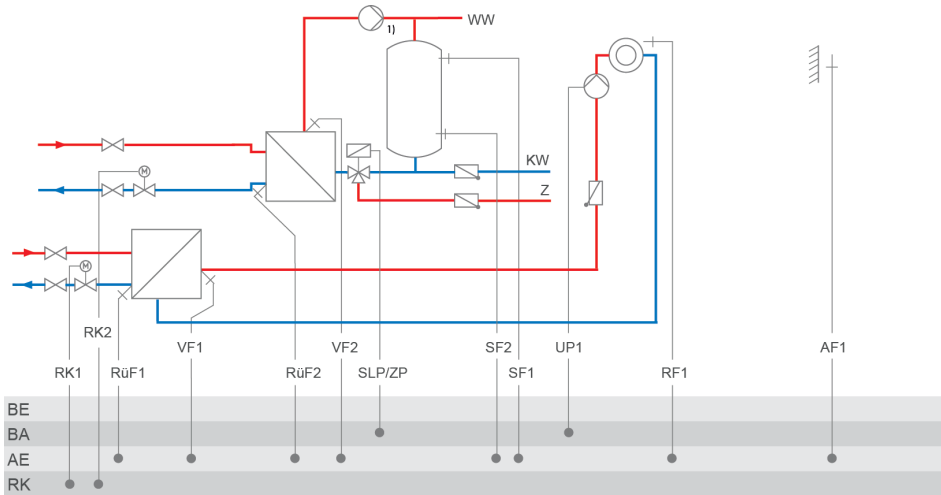 1)
WW
M
KW
Z
M
RK2
VF1
VF2
SF2
UP1
AF1
RK1
RüF1
RüF2
SLP/ZP
SF1
RF1
BE
BA
AE
RK